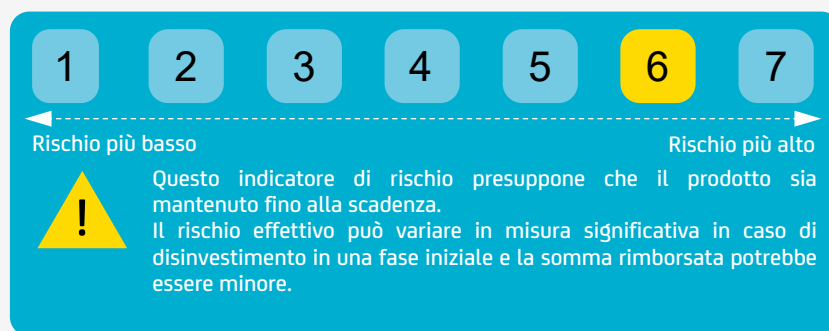 1 2 3 4 5 6 7
Rischio più basso Rischio più alto
!
Questo indicatore di rischio presuppone che il prodotto sia
mantenuto fino alla scadenza.
Il rischio effettivo può variare in misura significativa in caso di
disinvestimento in una fase iniziale e la somma rimborsata potrebbe
essere minore.